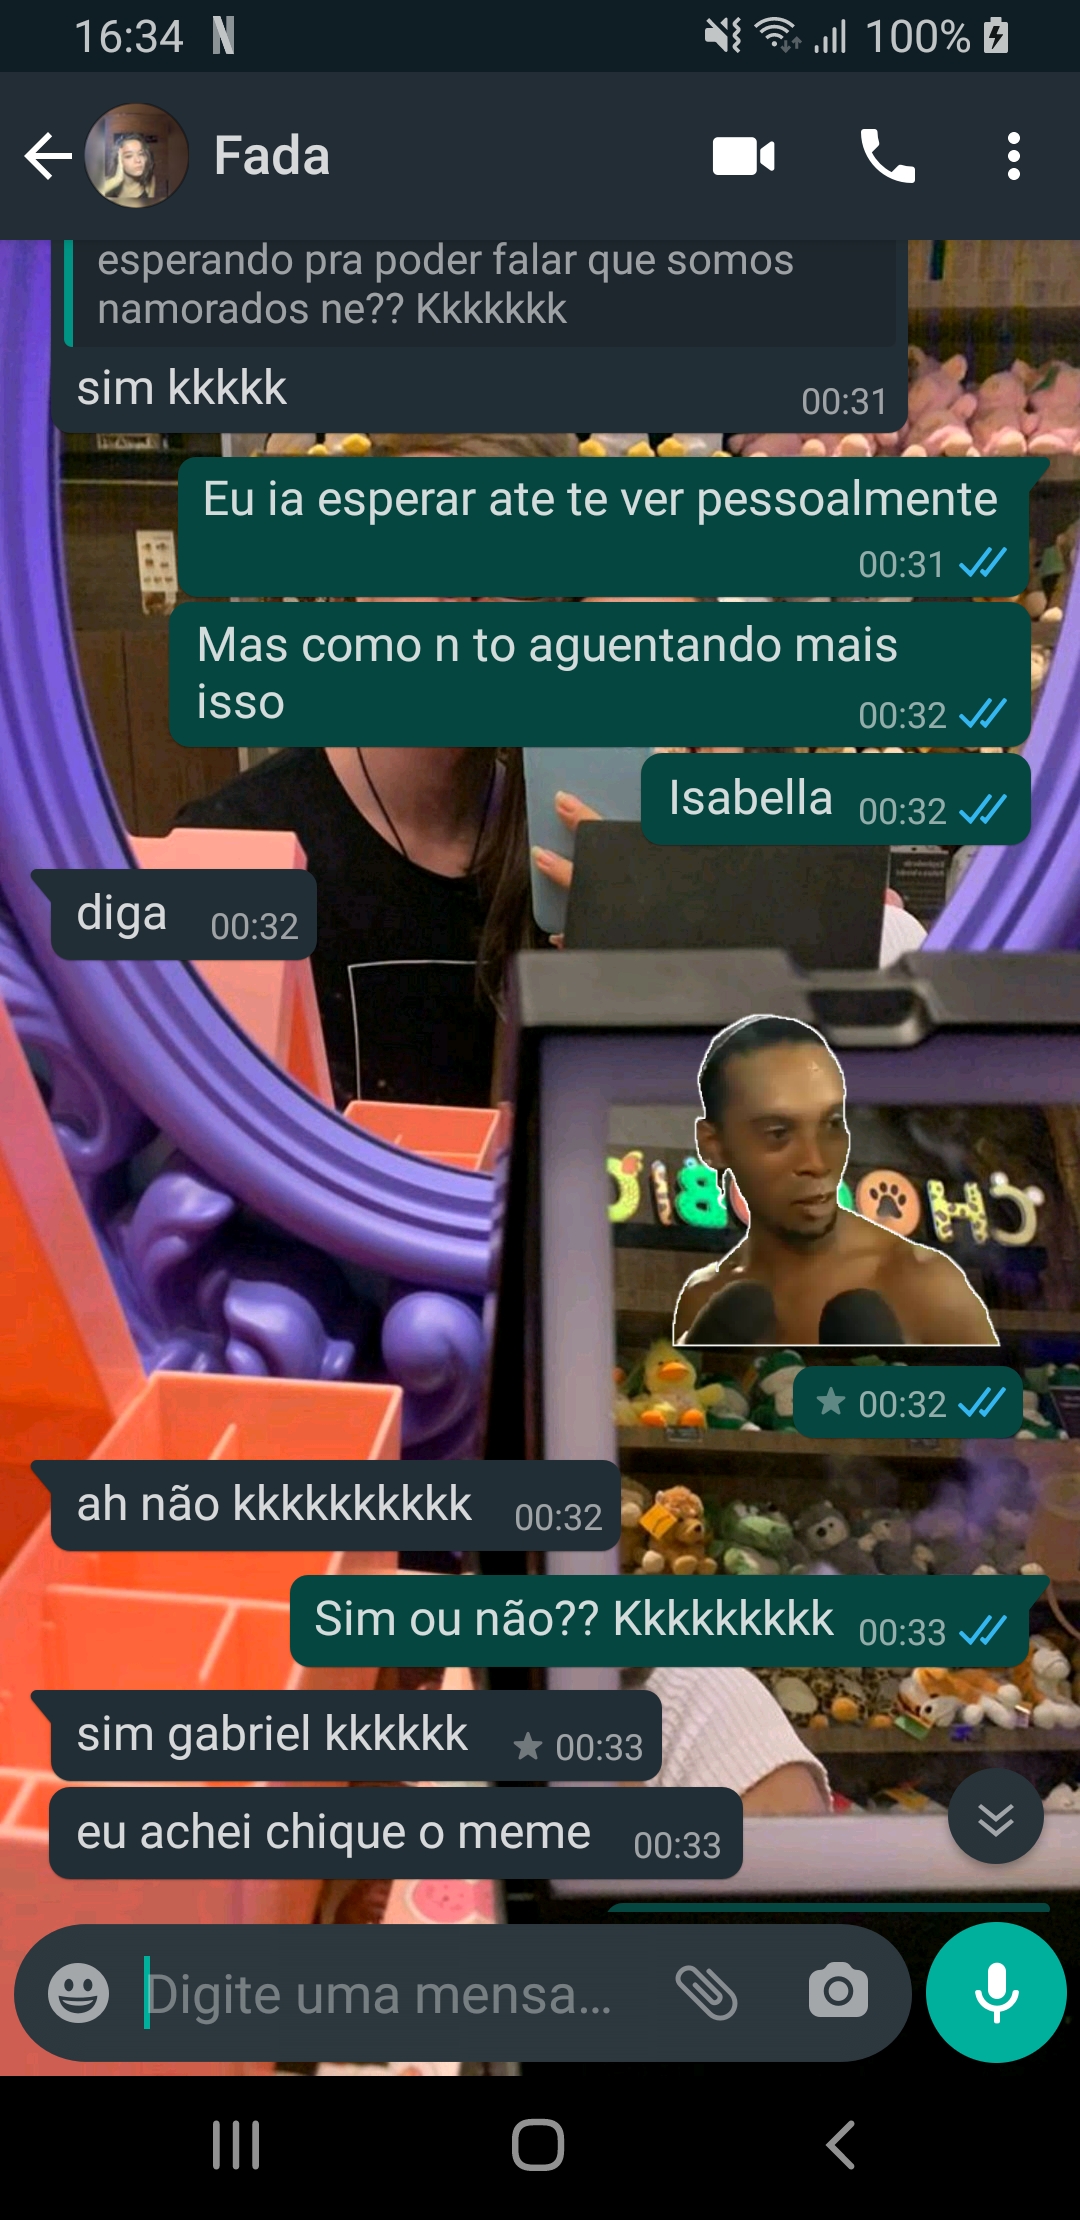 16:34 N 100%
Fada
esperando pra poder falar que somos
namorados ne?? Kkkkkkk
sim kkkkk 00:31
Eu ia esperar ate te ver pessoalmente
00:31
Mas como n to aguentando mais
isso 00:32
Isabella 00:32
diga 00:32
00:32
ah não kkkkkkkkkk 00:32
Sim ou não?? Kkkkkkkkk 00:33
sim gabriel kkkkkk 00:33
eu achei chique o meme 00:33
Digite uma mensa...